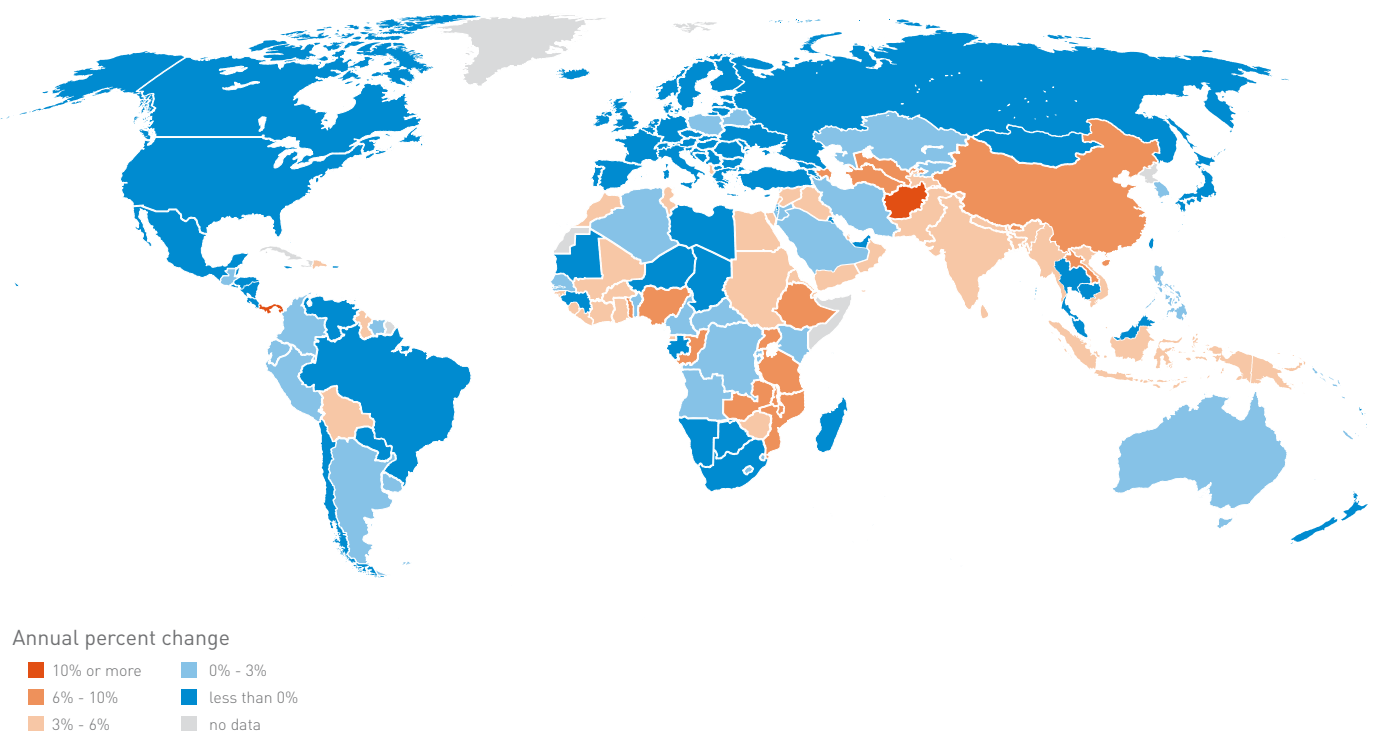 Annual percent change
10% or more
0% - 3%
6% - 10%
less than 0%
3% - 6%
no data